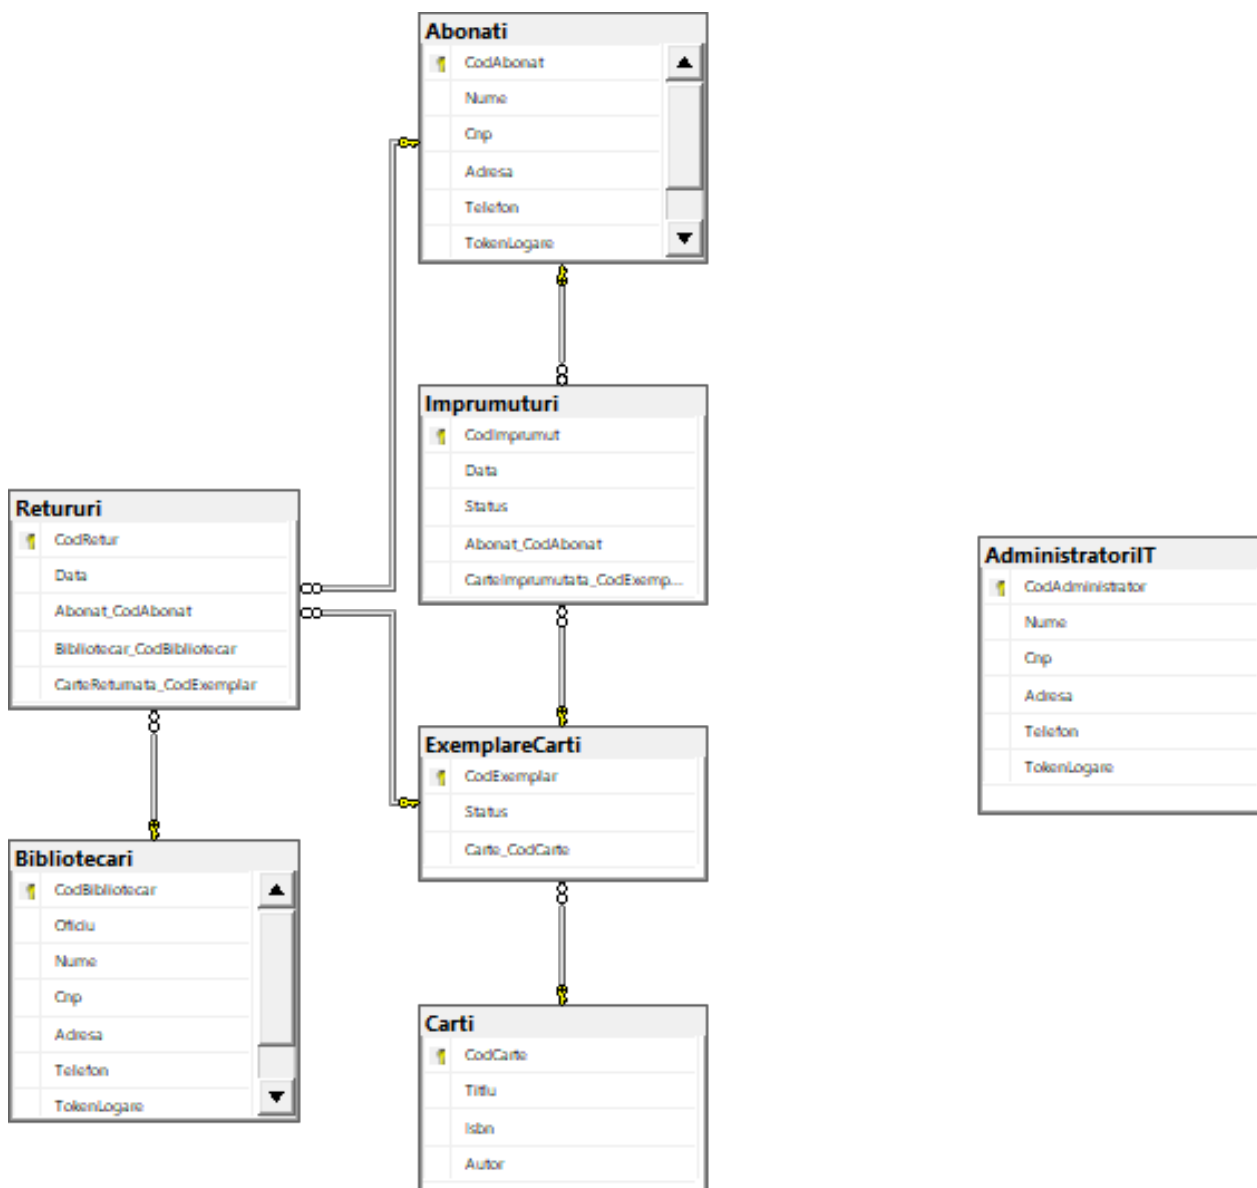 Abonati
CodAbonat
Nume
Cnp
Adresa
Telefon
TokenLogare
Imprumuturi
CodImprumut
Data
Status
Abonat_CodAbonat
CarteImprumutata_CodExemp...
Retururi
CodRetur
Data
Abonat_CodAbonat
Bibliotecar_CodBibliotecar
CarteReturnata_CodExemplar
AdministratoriIT
CodAdministrator
Nume
Cnp
Adresa
Telefon
TokenLogare
ExemplareCarti
CodExemplar
Status
Carte_CodCarte
Bibliotecari
CodBibliotecar
Oficiu
Nume
Cnp
Adresa
Telefon
TokenLogare
Carti
CodCarte
Titlu
Isbn
Autor